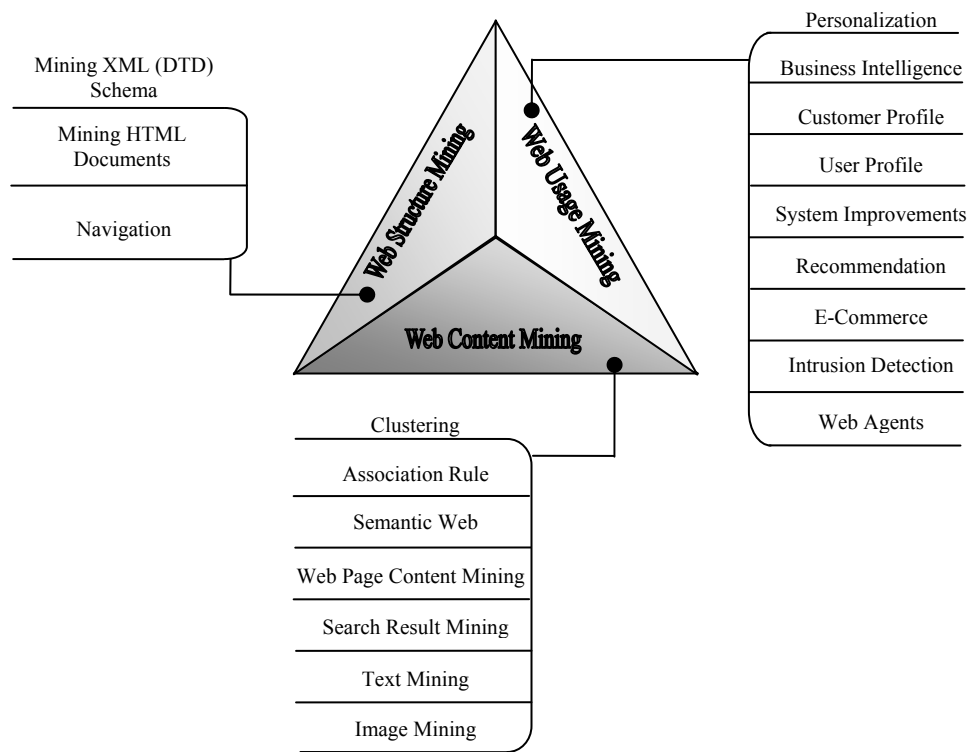 Mining XML (DTD)
Schema
Mining HTML
Documents
Navigation
Web Structure Mining
Web Usage Mining
Web Content Mining
Personalization
Business Intelligence
Customer Profile
User Profile
System Improvements
Recommendation
E-Commerce
Intrusion Detection
Web Agents
Clustering
Association Rule
Semantic Web
Web Page Content Mining
Search Result Mining
Text Mining
Image Mining